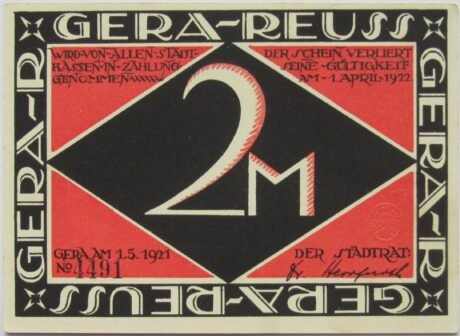 GERA-REUSS
WIRD-VON-ALLEN-STADT-
KASSEN-IN-ZAHLUNG
GENOMMEN
DER SCHEIN VERLIERT
SEINE-GÜLTIGKEIT
AM-1.APRIL-1922
GERA-R
GERA-R
2M
GERA AM 1.5.1921
No 4491
DER STADTRAT:
GERA-REUSS